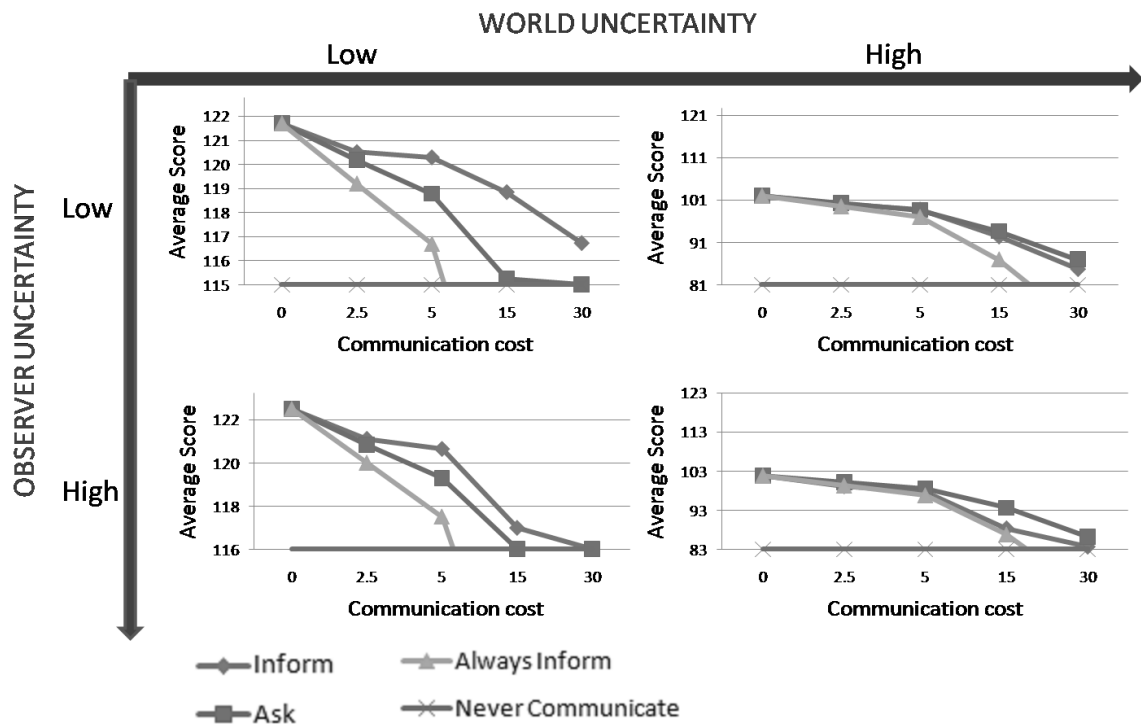 WORLD UNCERTAINTY
Low
High
OBSERVER UNCERTAINTY
Low
High
Average Score
122
121
120
119
118
117
116
115
0 2.5 5 15 30
Communication cost
Average Score
121
111
101
91
81
0 2.5 5 15 30
Communication cost
Average Score
122
120
118
116
0 2.5 5 15 30
Communication cost
Average Score
123
113
103
93
83
0 2.5 5 15 30
Communication cost
Inform
Always Inform
Ask
Never Communicate